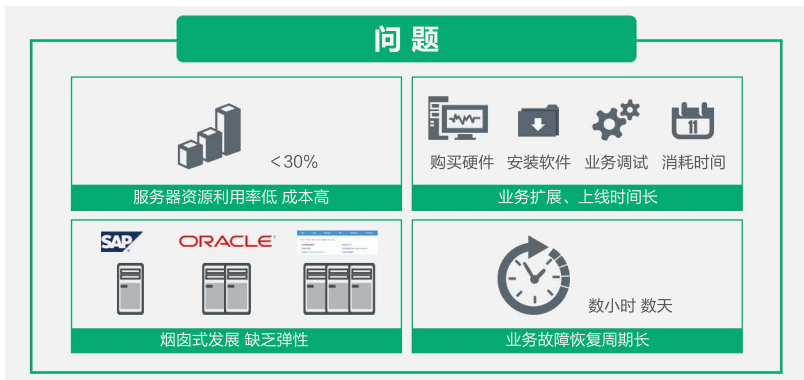 问题
<30%
服务器资源利用率低 成本高
11
购买硬件 安装软件 业务调试 消耗时间
业务扩展、上线时间长
SAP
ORACLE
烟囱式发展 缺乏弹性
数小时 数天
业务故障恢复周期长